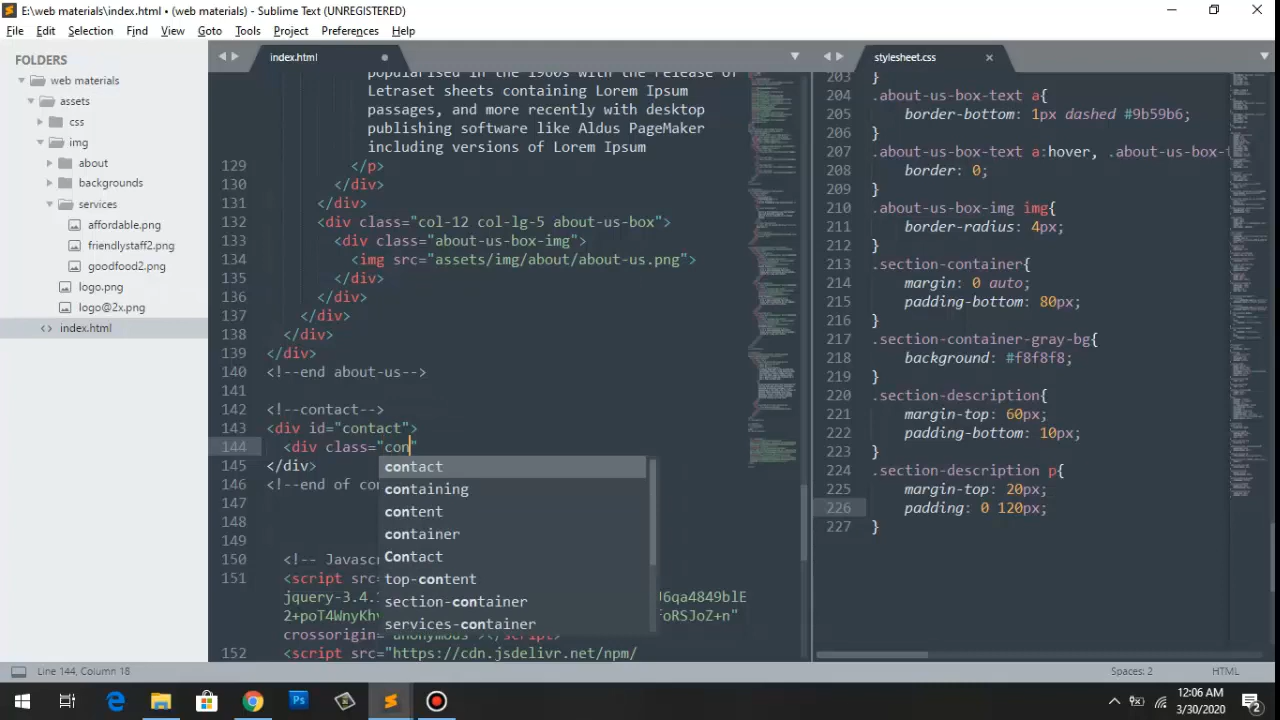 E:\web materials\index.html • (web materials) - Sublime Text (UNREGISTERED)
File Edit Selection Find View Goto Tools Project Preferences Help
FOLDERS
web materials
assets
css
img
about
backgrounds
services
affordable.png
friendlystaff2.png
goodfood2.png
logo.png
logo@2x.png
index.html
index.html
popularised in the 1960s with the release of
Letraset sheets containing Lorem Ipsum
passages, and more recently with desktop
publishing software like Aldus PageMaker
including versions of Lorem Ipsum
129 </p>
130 </div>
131 </div>
132 <div class="col-12 col-lg-5 about-us-box">
133 <div class="about-us-box-img">
134 <img src="assets/img/about/about-us.png">
135 </div>
136 </div>
137 </div>
138 </div>
139 </div>
140 <!--end about-us-->
141
142 <!--contact-->
143 <div id="contact">
144 <div class="con"
145 </div>
146 <!--end of con
147
148
149
150 <!-- Javasc
151 <script src=
jquery-3.4.
2+poT4WnyKhv
crossorigin="anonymous"></script>
J6qa4849blE
FoRSJoZ+n"
152 <script src="https://cdn.jsdelivr.net/npm/
contact
containing
content
container
Contact
top-content
section-container
services-container
stylesheet.css
203 }
204 .about-us-box-text a{
205 border-bottom: 1px dashed #9b59b6;
206 }
207 .about-us-box-text a:hover, .about-us-box-
208 border: 0;
209 }
210 .about-us-box-img img{
211 border-radius: 4px;
212 }
213 .section-container{
214 margin: 0 auto;
215 padding-bottom: 80px;
216 }
217 .section-container-gray-bg{
218 background: #f8f8f8;
219 }
220 .section-description{
221 margin-top: 60px;
222 padding-bottom: 10px;
223 }
224 .section-description p{
225 margin-top: 20px;
226 padding: 0 120px;
227 }
Line 144, Column 18
Spaces: 2
HTML
12:06 AM
3/30/2020
2